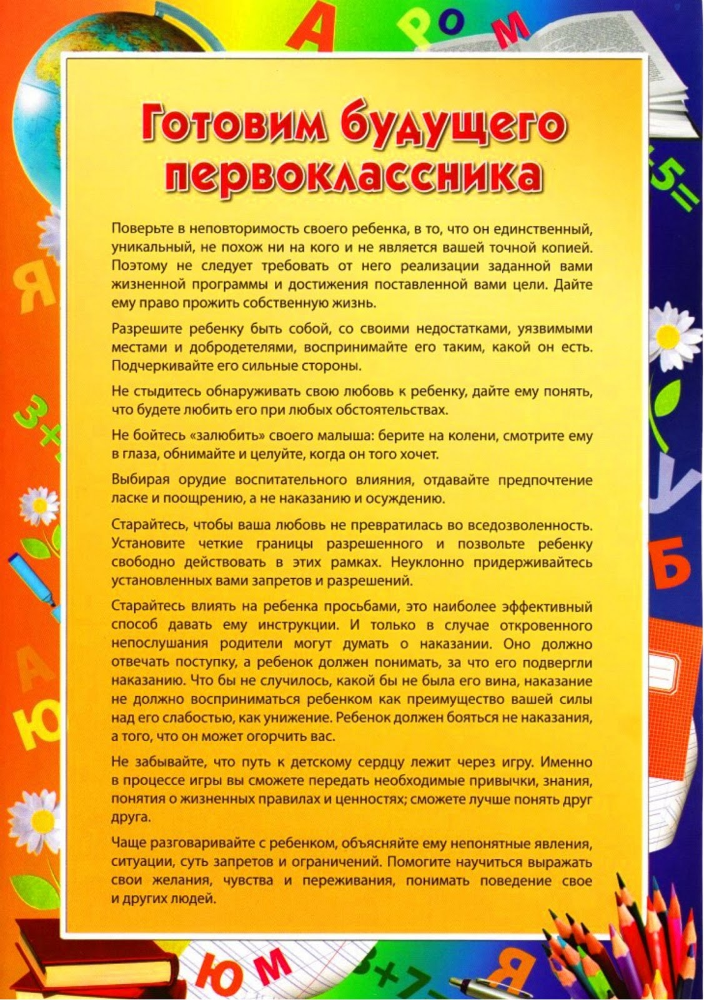 А Р О М
Готовим будущего
первоклассника
Поверьте в неповторимость своего ребенка, в то, что он единственный,
уникальный, не похож ни на кого и не является вашей точной копией.
Поэтому не следует требовать от него реализации заданной вами
жизненной программы и достижения поставленной вами цели. Дайте
ему право прожить собственную жизнь.
Разрешите ребенку быть собой, со своими недостатками, уязвимыми
местами и добродетелями, воспринимайте его таким, какой он есть.
Подчеркивайте его сильные стороны.
Не стыдитесь обнаруживать свою любовь к ребенку, дайте ему понять,
что будете любить его при любых обстоятельствах.
Не бойтесь «залюбить» своего малыша: берите на колени, смотрите ему
в глаза, обнимайте и целуйте, когда он того хочет.
Выбирая орудие воспитательного влияния, отдавайте предпочтение
ласке и поощрению, а не наказанию и осуждению.
Старайтесь, чтобы ваша любовь не превратилась во вседозволенность.
Установите четкие границы разрешенного и позвольте ребенку
свободно действовать в этих рамках. Неуклонно придерживайтесь
установленных вами запретов и разрешений.
Старайтесь влиять на ребенка просьбами, это наиболее эффективный
способ давать ему инструкции. И только в случае откровенного
непослушания родители могут думать о наказании. Оно должно
отвечать поступку, а ребенок должен понимать, за что его подвергли
наказанию. Что бы не случилось, какой бы не была его вина, наказание
не должно восприниматься ребенком как преимущество вашей силы
над его слабостью, как унижение. Ребенок должен бояться не наказания,
а того, что он может огорчить вас.
Не забывайте, что путь к детскому сердцу лежит через игру. Именно
в процессе игры вы сможете передать необходимые привычки, знания,
понятия о жизненных правилах и ценностях; сможете лучше понять друг
друга.
Чаще разговаривайте с ребенком, объясняйте ему непонятные явления,
ситуации, суть запретов и ограничений. Помогите научиться выражать
свои желания, чувства и переживания, понимать поведение свое
и других людей.
Я
3+
А
Ю
5=
У
Б
Ю М 3+7= Я